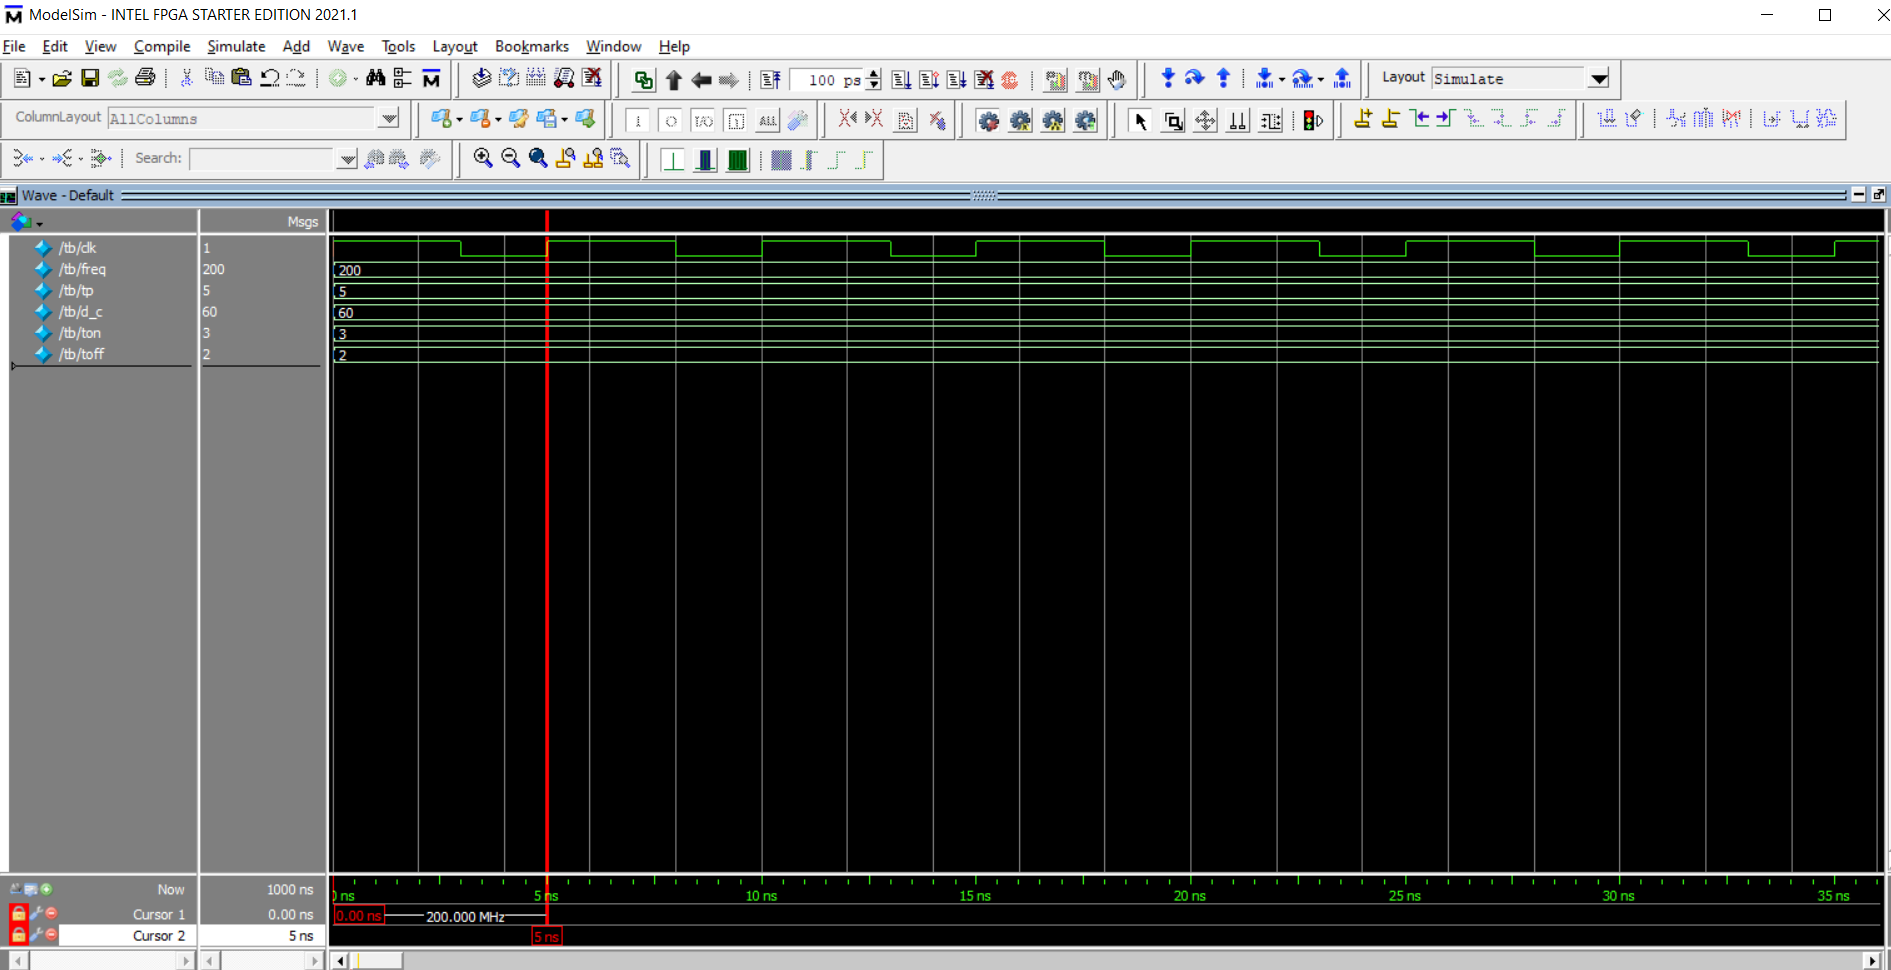 ModelSim - INTEL FPGA STARTER EDITION 2021.1
File Edit View Compile Simulate Add Wave Tools Layout Bookmarks Window Help
100 ps
Layout Simulate
ColumnLayout AllColumns
Search:
Wave - Default
Msgs
/tb/clk 1
/tb/freq 200 200
/tb/tp 5 5
/tb/d_c 60 60
/tb/ton 3 3
/tb/toff 2 2
Now 1000 ns 0 ns 5 ns 10 ns 15 ns 20 ns 25 ns 30 ns 35 ns
Cursor 1 0.00 ns 0.00 ns 200.000 MHz
Cursor 2 5 ns 5 ns